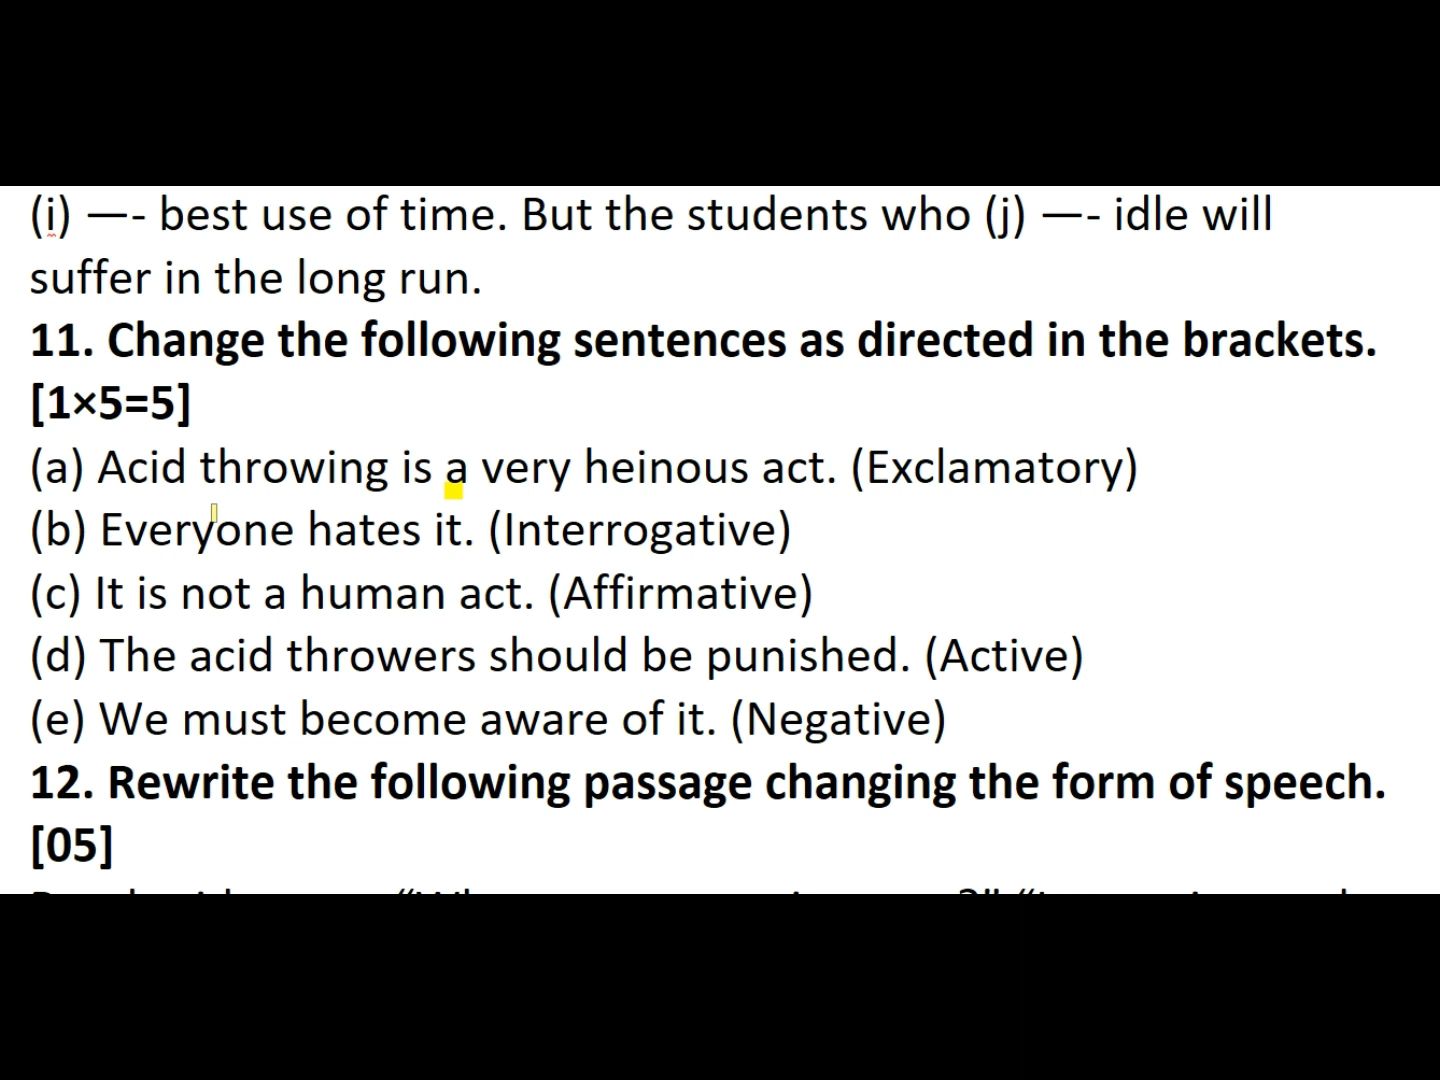 (i) —- best use of time. But the students who (j) —- idle will
suffer in the long run.
11. Change the following sentences as directed in the brackets.
[1×5=5]
(a) Acid throwing is a very heinous act. (Exclamatory)
(b) Everyone hates it. (Interrogative)
(c) It is not a human act. (Affirmative)
(d) The acid throwers should be punished. (Active)
(e) We must become aware of it. (Negative)
12. Rewrite the following passage changing the form of speech.
[05]